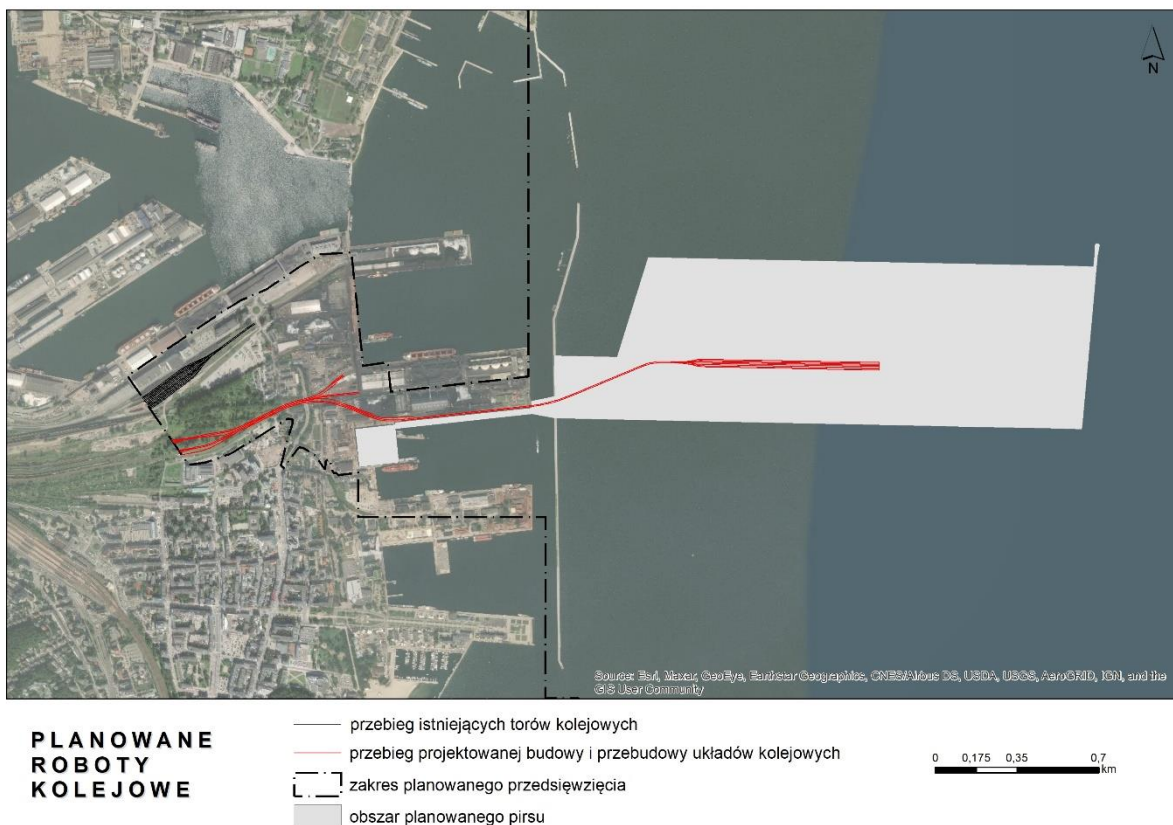 N
Source: Esri, Maxar, GeoEye, Earthstar Geographics, CNES/Airbus DS, USDA, USGS, AeroGRID, IGN, and the
GIS User Community
PLANOWANE
ROBOTY
KOLEJOWE
przebieg istniejących torów kolejowych
przebieg projektowanej budowy i przebudowy układów kolejowych
zakres planowanego przedsięwzięcia
obszar planowanego pirsu
0 0,175 0,35 0,7
km